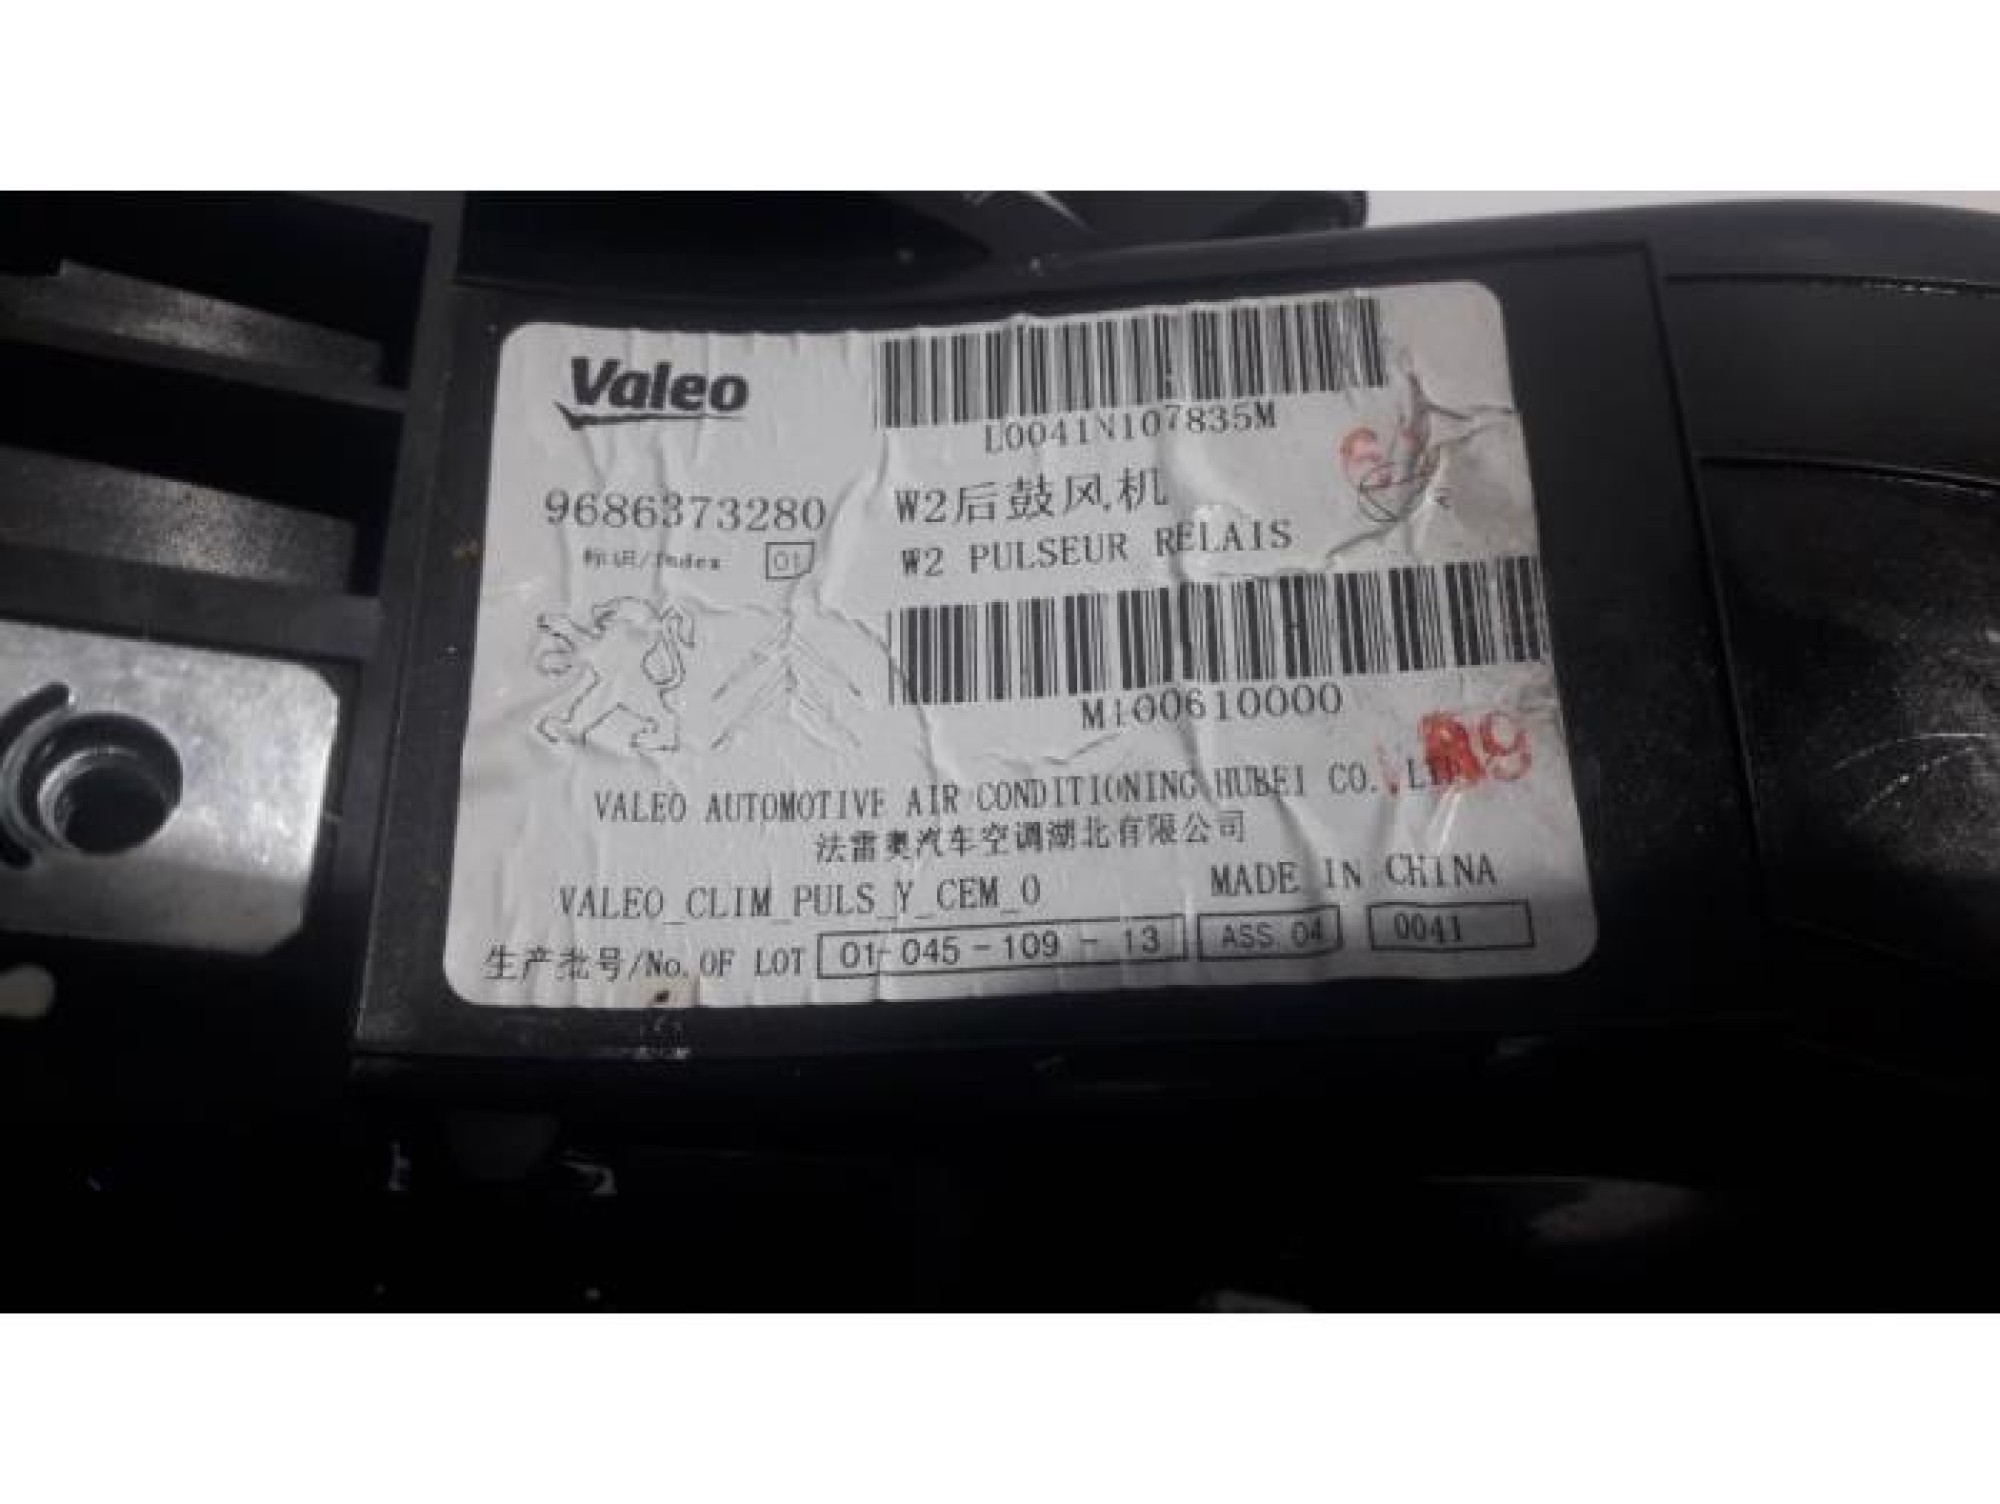 Valeo
L0041N107835M
9686373280
W2后鼓风机
标识/Index 01
W2 PULSEUR RELAIS
M100610000
VALEO AUTOMOTIVE AIR CONDITIONING HUBEI CO.
法雷奥汽车空调湖北有限公司
MADE IN CHINA
VALEO_CLIM_PULS_Y_CEM_0
生产批号/No. OF LOT 01-045-109-13 ASS 04 0041